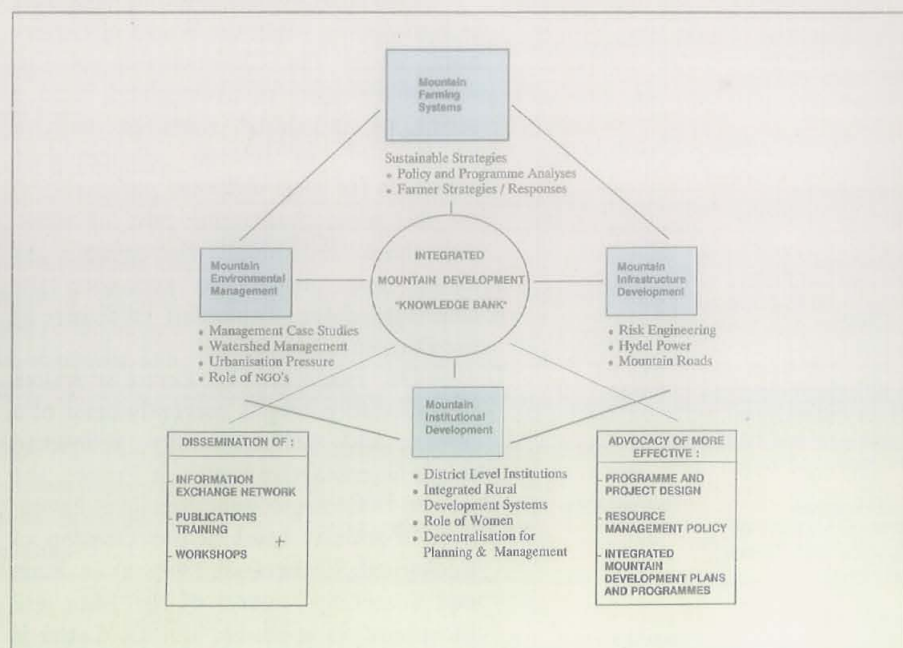 Mountain
Farming
Systems
Sustainable Strategies
• Policy and Programme Analyses
• Farmer Strategies / Responses
INTEGRATED
MOUNTAIN DEVELOPMENT
"KNOWLEDGE BANK"
Mountain
Environmental
Management
• Management Case Studies
• Watershed Management
• Urbanisation Pressure
• Role of NGO's
Mountain
Infrastructure
Development
• Risk Engineering
• Hydel Power
• Mountain Roads
Mountain
Institutional
Development
• District Level Institutions
• Integrated Rural
Development Systems
• Role of Women
• Decentralisation for
Planning & Management
DISSEMINATION OF :
- INFORMATION
EXCHANGE NETWORK
- PUBLICATIONS
TRAINING
- WORKSHOPS
ADVOCACY OF MORE
EFFECTIVE :
- PROGRAMME AND
PROJECT DESIGN
- RESOURCE
MANAGEMENT POLICY
- INTEGRATED
MOUNTAIN
DEVELOPMENT PLANS
AND PROGRAMMES